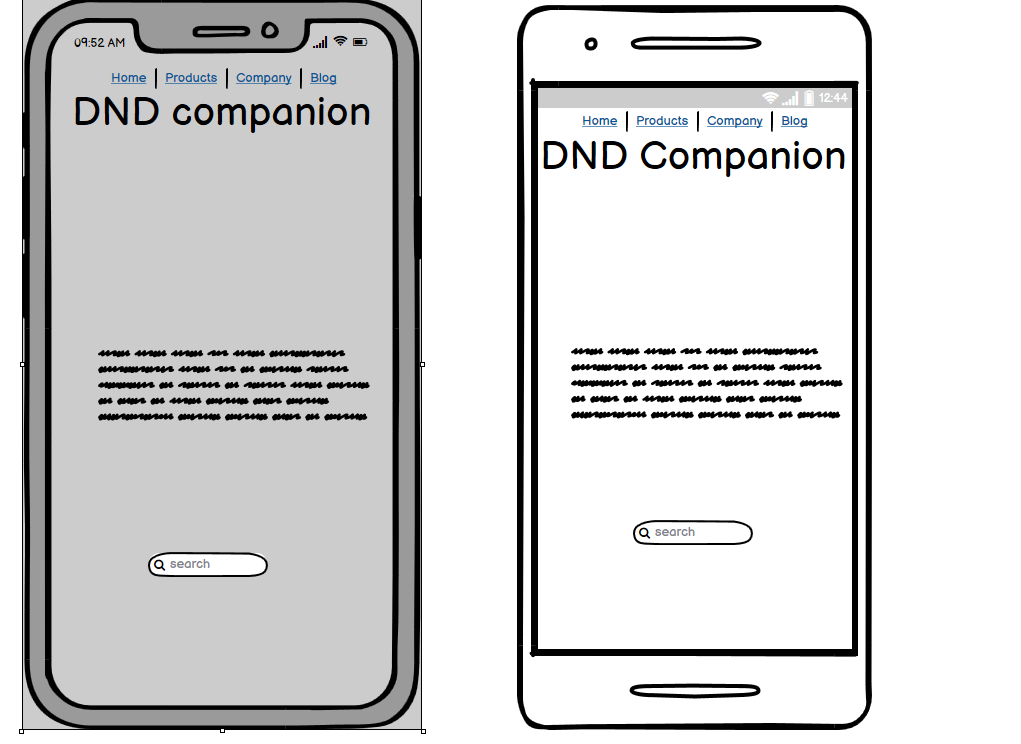 09:52 AM
Home Products Company Blog
DND companion
search
12:44
Home Products Company Blog
DND Companion
search